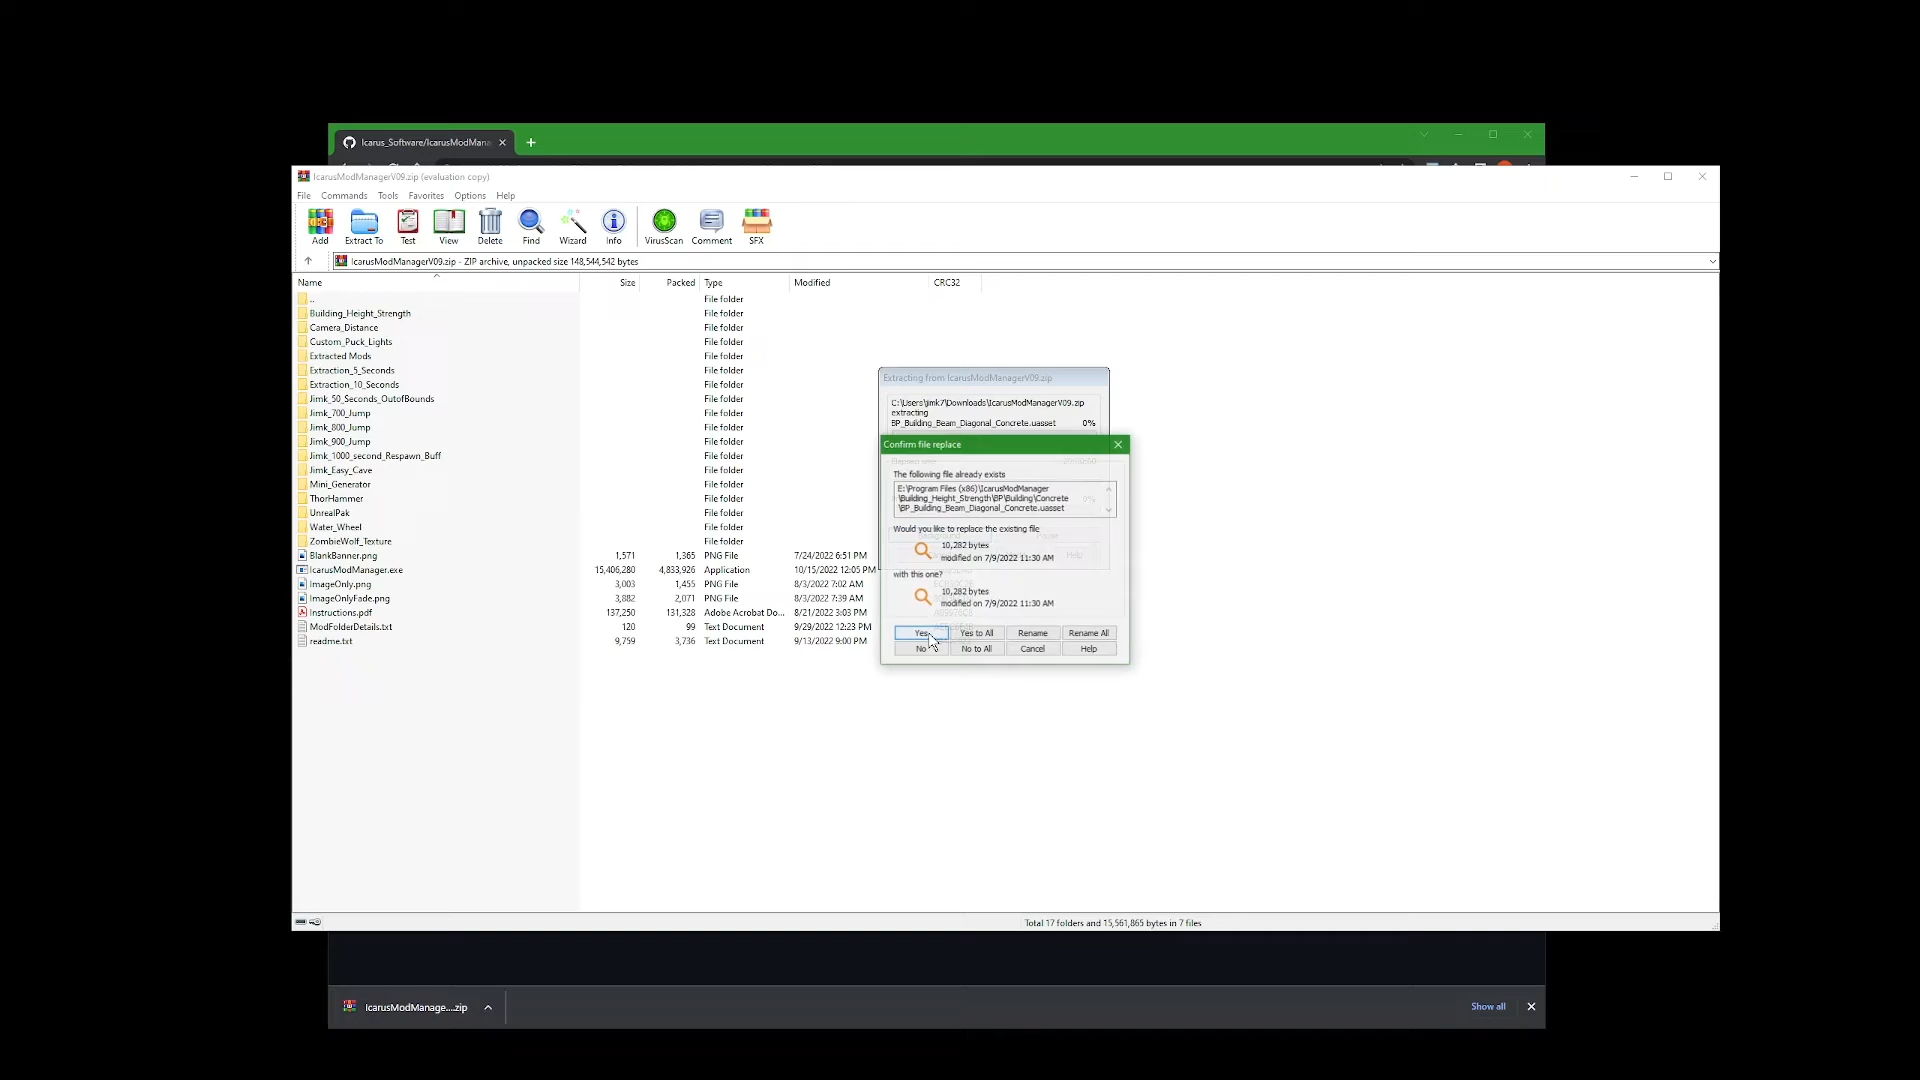 Icarus_Software/IcarusModMana
IcarusModManagerV09.zip (evaluation copy)
File Commands Tools Favorites Options Help
Add Extract To Test View Delete Find Wizard Info VirusScan Comment SFX
IcarusModManagerV09.zip - ZIP archive, unpacked size 148,544,542 bytes
Name Size Packed Type Modified CRC32
.. File folder
Building_Height_Strength File folder
Camera_Distance File folder
Custom_Puck_Lights File folder
Extracted Mods File folder
Extraction_5_Seconds File folder
Extraction_10_Seconds File folder
Jimk_50_Seconds_OutofBounds File folder
Jimk_700_Jump File folder
Jimk_800_Jump File folder
Jimk_900_Jump File folder
Jimk_1000_second_Respawn_Buff File folder
Jimk_Easy_Cave File folder
Mini_Generator File folder
ThorHammer File folder
UnrealPak File folder
Water_Wheel File folder
ZombieWolf_Texture File folder
BlankBanner.png 1,571 1,365 PNG File 7/24/2022 6:51 PM
IcarusModManager.exe 15,406,280 4,833,926 Application 10/15/2022 12:05 PM
ImageOnly.png 3,003 1,455 PNG File 8/3/2022 7:02 AM
ImageOnlyFade.png 3,882 2,071 PNG File 8/3/2022 7:39 AM
Instructions.pdf 137,250 131,328 Adobe Acrobat Do... 8/21/2022 3:03 PM
ModFolderDetails.txt 120 99 Text Document 9/29/2022 12:23 PM
readme.txt 9,759 3,736 Text Document 9/13/2022 9:00 PM
Extracting from IcarusModManagerV09.zip
C:\Users\jimk7\Downloads\IcarusModManagerV09.zip
extracting
BP_Building_Beam_Diagonal_Concrete.uasset 0%
Confirm file replace
The following file already exists
E:\Program Files (x86)\IcarusModManager
\Building_Height_Strength\BP\Building\Concrete
\BP_Building_Beam_Diagonal_Concrete.uasset
Would you like to replace the existing file
10,282 bytes
modified on 7/9/2022 11:30 AM
with this one?
10,282 bytes
modified on 7/9/2022 11:30 AM
Yes Yes to All Rename Rename All
No No to All Cancel Help
Total 17 folders and 15,561,865 bytes in 7 files
IcarusModManage....zip
Show all